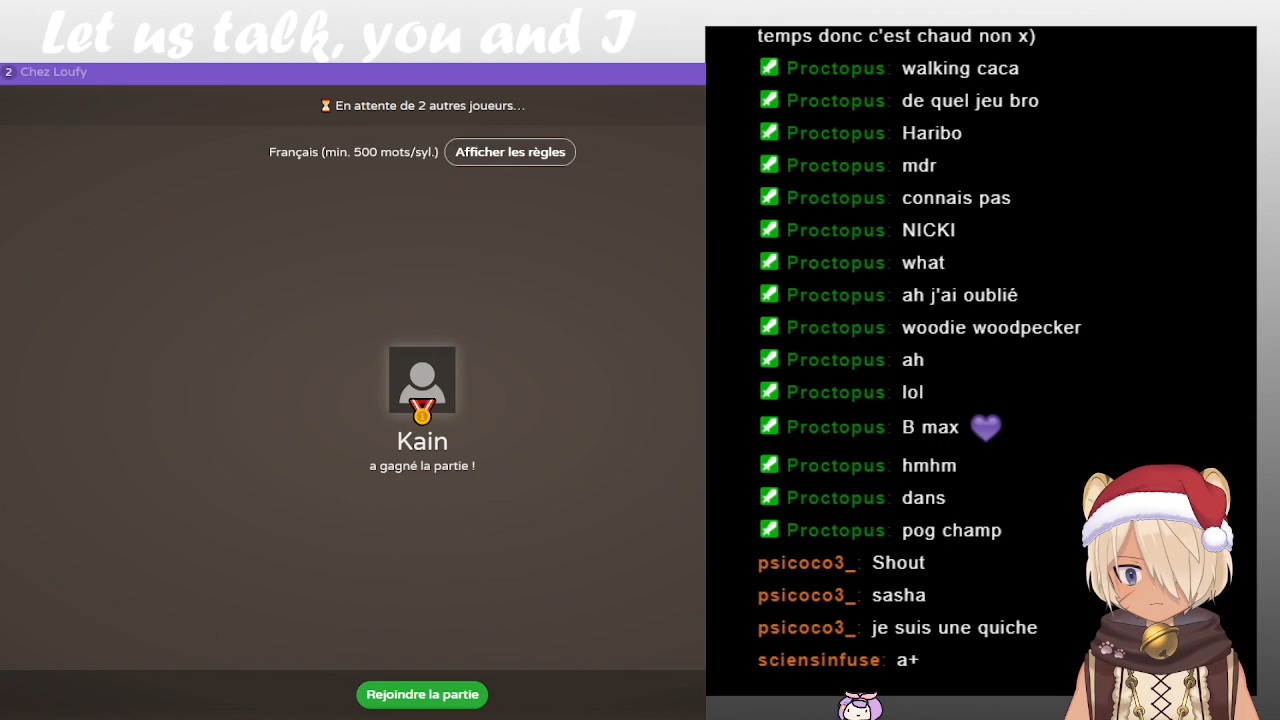 Let us talk, you and I
2 Chez Loufy
En attente de 2 autres joueurs...
Français (min. 500 mots/syl.) Afficher les règles
1
Kain
a gagné la partie !
Rejoindre la partie
temps donc c'est chaud non x)
Proctopus: walking caca
Proctopus: de quel jeu bro
Proctopus: Haribo
Proctopus: mdr
Proctopus: connais pas
Proctopus: NICKI
Proctopus: what
Proctopus: ah j'ai oublié
Proctopus: woodie woodpecker
Proctopus: ah
Proctopus: lol
Proctopus: B max
Proctopus: hmhm
Proctopus: dans
Proctopus: pog champ
psicoco3_: Shout
psicoco3_: sasha
psicoco3_: je suis une quiche
sciensinfuse: a+